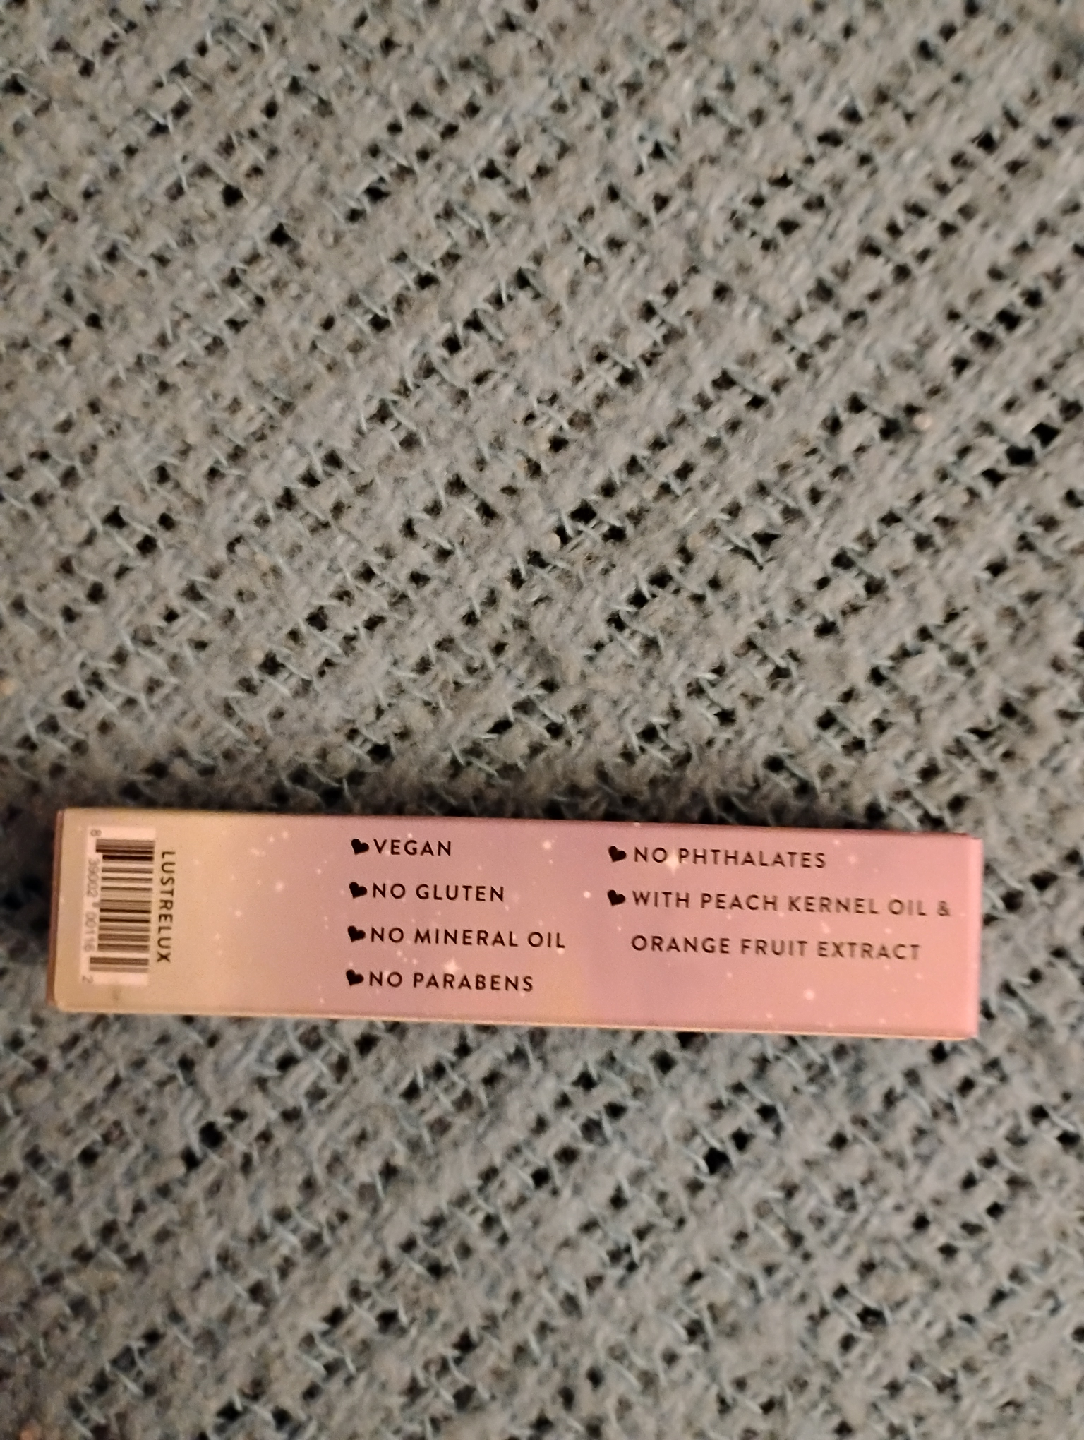 LUSTRELUX
VEGAN
NO GLUTEN
NO MINERAL OIL
NO PARABENS
NO PHTHALATES
WITH PEACH KERNEL OIL &
ORANGE FRUIT EXTRACT